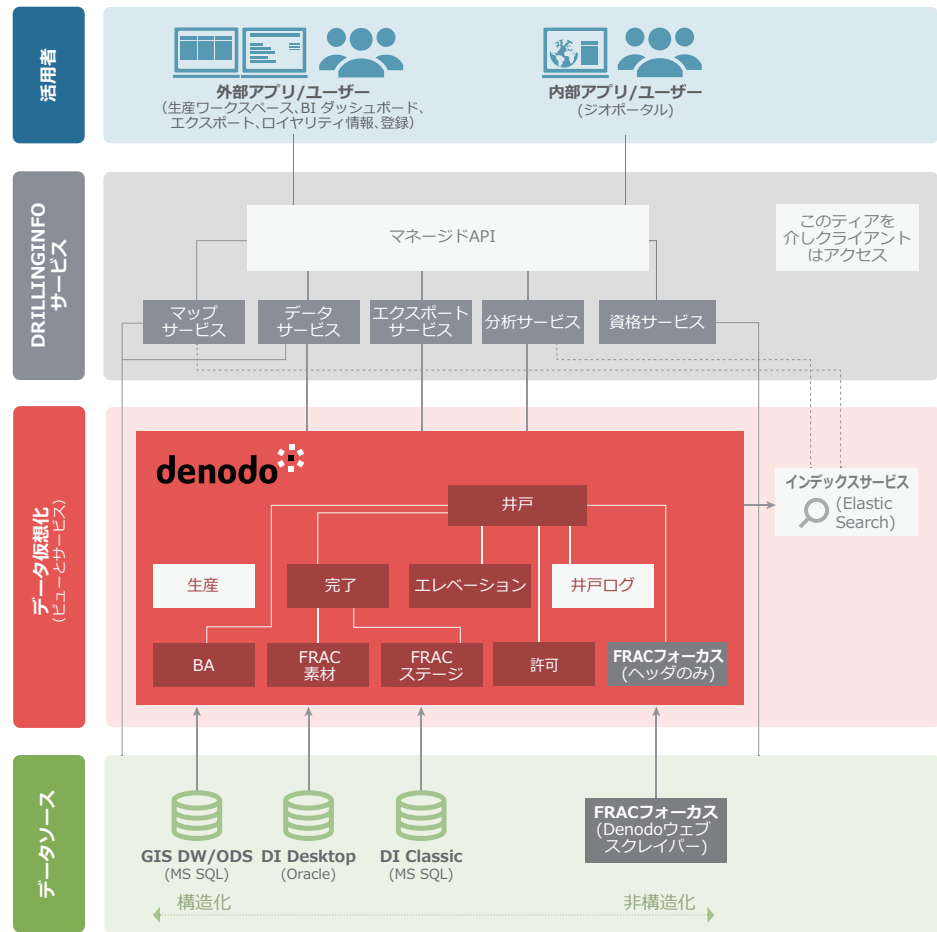 活用者
外部アプリ/ユーザー
(生産ワークスペース、BI ダッシュボード、
エクスポート、ロイヤリティ情報、登録)
内部アプリ/ユーザー
(ジオポータル)
DRILLINGINFO
サービス
マネージドAPI
このティアを
介しクライアント
はアクセス
マップ
サービス
データ
サービス
エクスポート
サービス
分析サービス
資格サービス
データ仮想化
(ビューとサービス)
denodo
井戸
インデックスサービス
(Elastic
Search)
生産
完了
エレベーション
井戸ログ
BA
FRAC
素材
FRAC
ステージ
許可
FRACフォーカス
(ヘッダのみ)
データソース
GIS DW/ODS
(MS SQL)
DI Desktop
(Oracle)
DI Classic
(MS SQL)
FRACフォーカス
(Denodoウェブ
スクレイパー)
構造化
非構造化